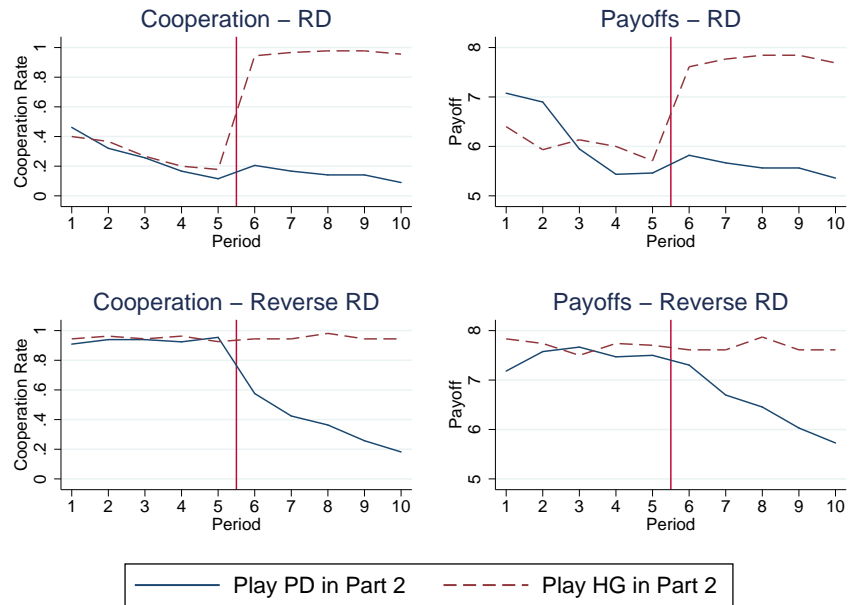 Cooperation – RD
Cooperation Rate
0 .2 .4 .6 .8 1
1 2 3 4 5 6 7 8 9 10
Period
Payoffs – RD
Payoff
5 6 7 8
1 2 3 4 5 6 7 8 9 10
Period
Cooperation – Reverse RD
Cooperation Rate
0 .2 .4 .6 .8 1
1 2 3 4 5 6 7 8 9 10
Period
Payoffs – Reverse RD
Payoff
5 6 7 8
1 2 3 4 5 6 7 8 9 10
Period
Play PD in Part 2 Play HG in Part 2